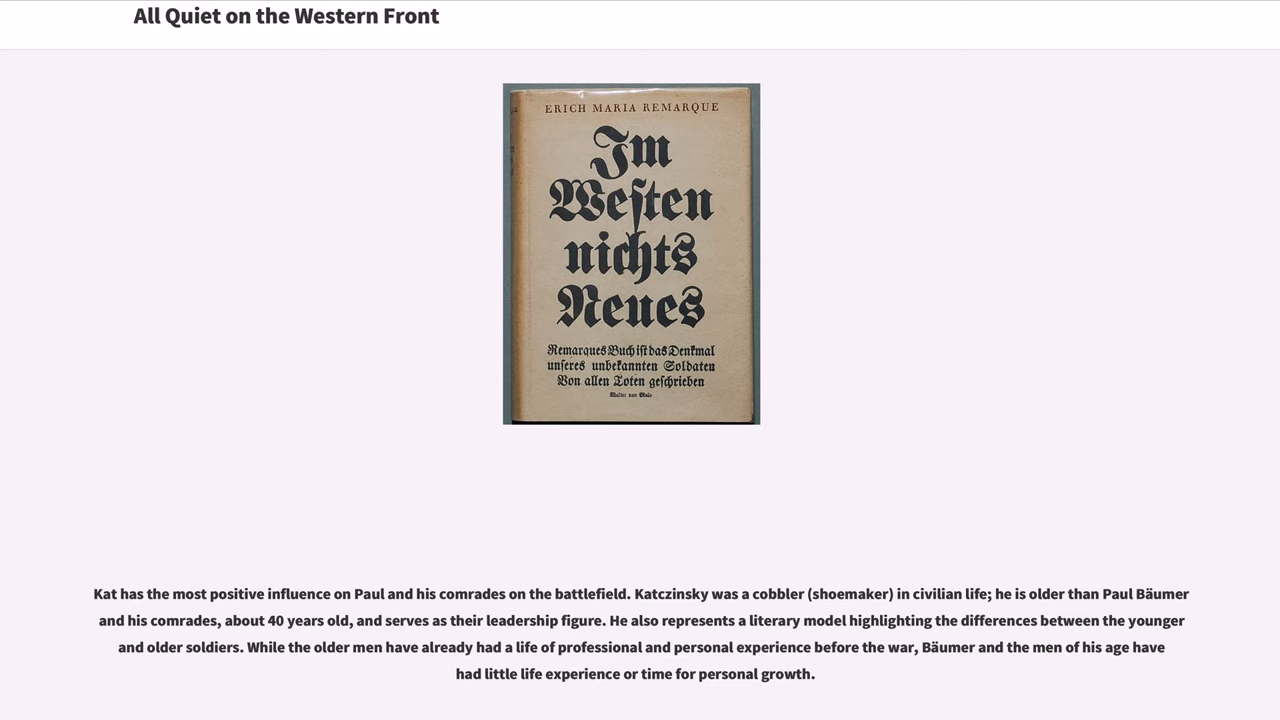 All Quiet on the Western Front
ERICH MARIA REMARQUE
Im
Weſten
nichts
Neues
Remarques Buch iſt das Denkmal
unſeres unbekannten Soldaten
Von allen Toten geſchrieben
Walter von Molo
Kat has the most positive influence on Paul and his comrades on the battlefield. Katczinsky was a cobbler (shoemaker) in civilian life; he is older than Paul Bäumer
and his comrades, about 40 years old, and serves as their leadership figure. He also represents a literary model highlighting the differences between the younger
and older soldiers. While the older men have already had a life of professional and personal experience before the war, Bäumer and the men of his age have
had little life experience or time for personal growth.